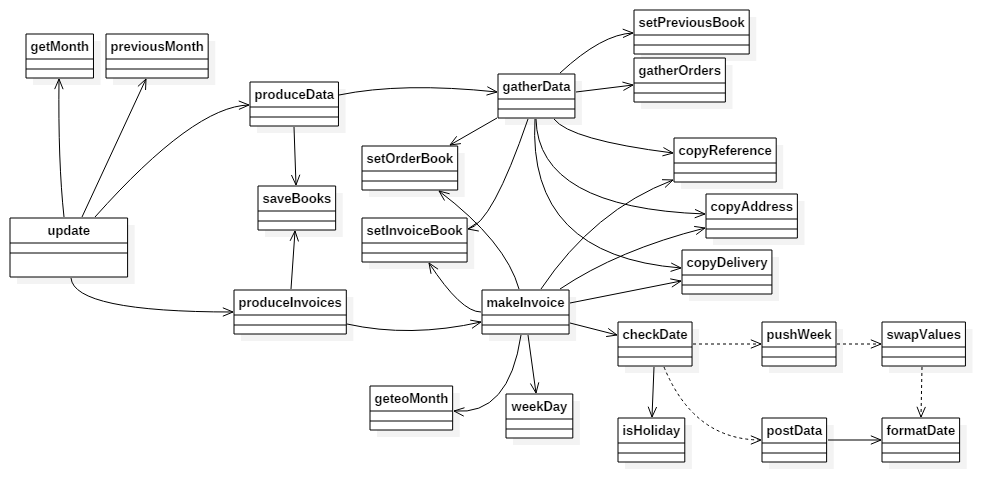 setPreviousBook
getMonth
previousMonth
gatherOrders
gatherData
produceData
copyReference
setOrderBook
saveBooks
copyAddress
update
setInvoiceBook
copyDelivery
produceInvoices
makeInvoice
checkDate
pushWeek
swapValues
geteoMonth
weekDay
isHoliday
postData
formatDate